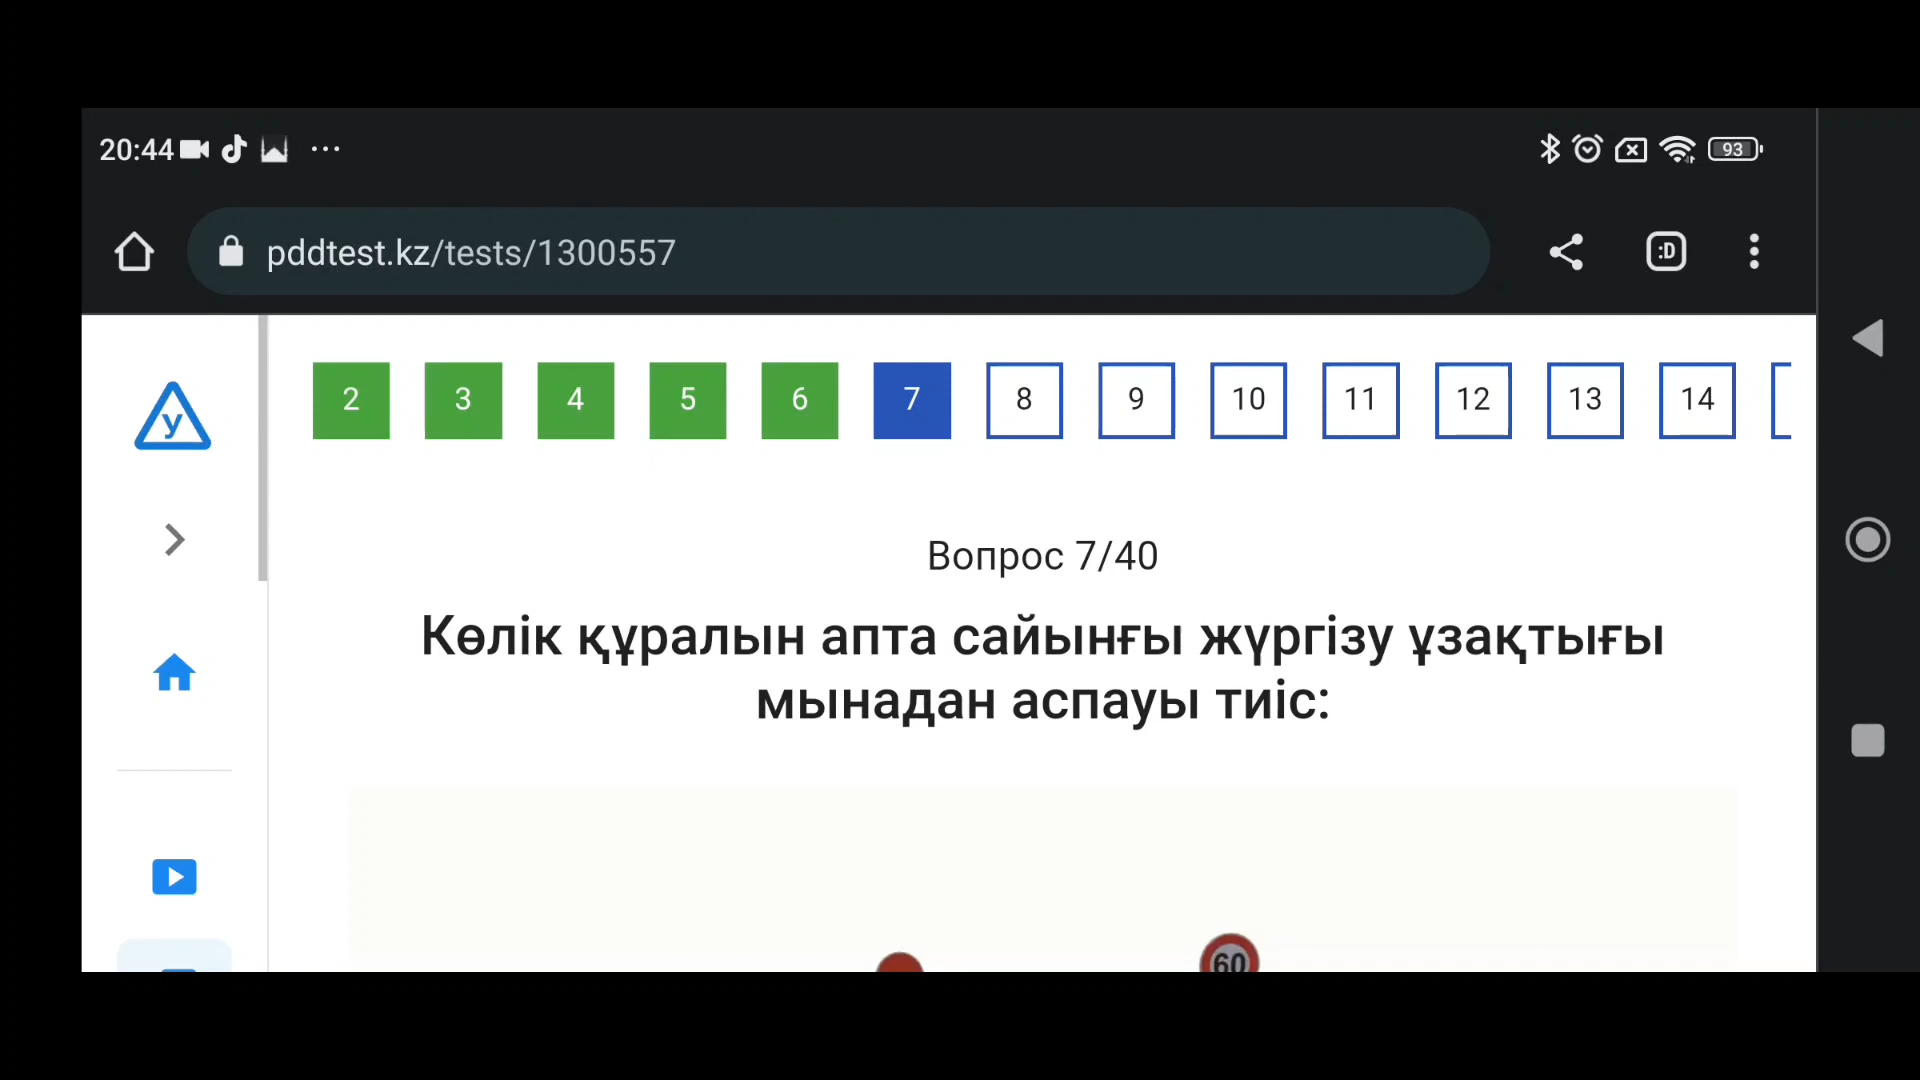 20:44
93
pddtest.kz/tests/1300557
:D
У
2 3 4 5 6 7 8 9 10 11 12 13 14
Вопрос 7/40
Көлік құралын апта сайынғы жүргізу ұзақтығы
мынадан аспауы тиіс:
60